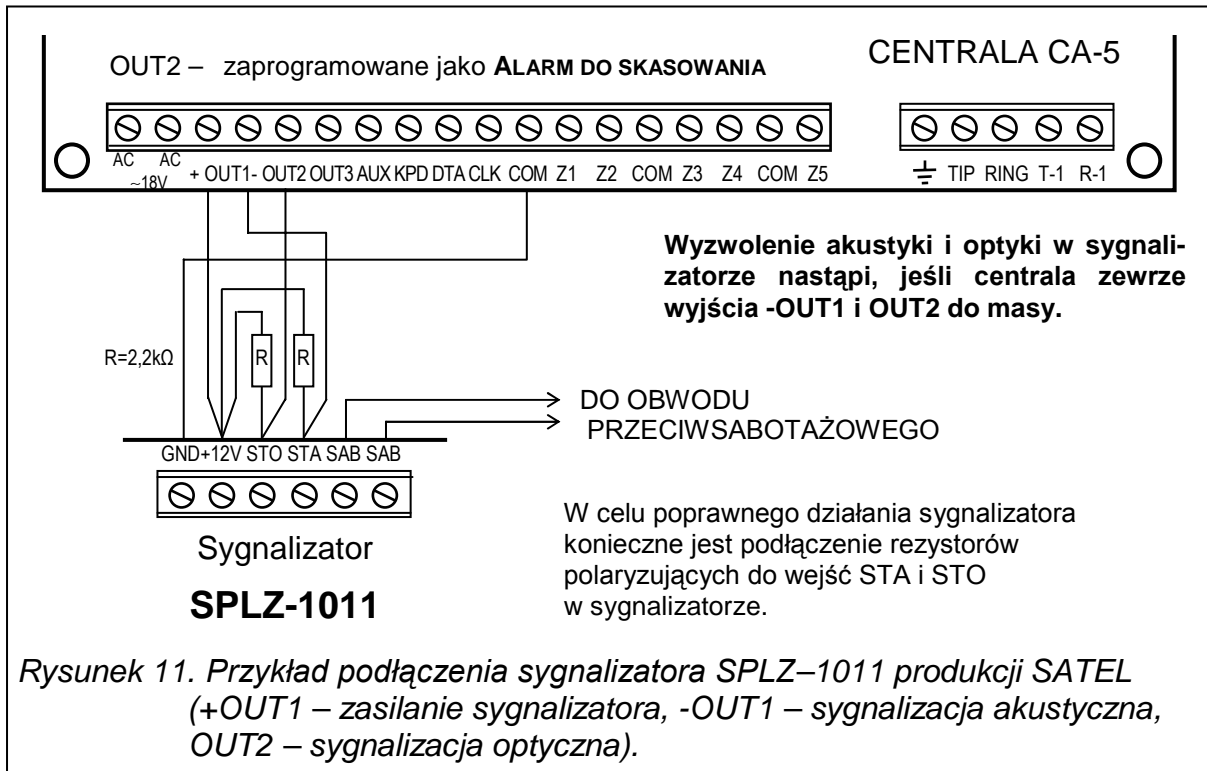 OUT2 – zaprogramowane jako ALARM DO SKASOWANIA
CENTRALA CA-5
AC AC
~18V
+ OUT1- OUT2 OUT3 AUX KPD DTA CLK COM Z1 Z2 COM Z3 Z4 COM Z5
TIP RING T-1 R-1
Wyzwolenie akustyki i optyki w sygnali-
zatorze nastąpi, jeśli centrala zewrze
wyjścia -OUT1 i OUT2 do masy.
R=2,2kΩ
R R
DO OBWODU
PRZECIWSABOTAŻOWEGO
GND+12V STO STA SAB SAB
Sygnalizator
SPLZ-1011
W celu poprawnego działania sygnalizatora
konieczne jest podłączenie rezystorów
polaryzujących do wejść STA i STO
w sygnalizatorze.
Rysunek 11. Przykład podłączenia sygnalizatora SPLZ–1011 produkcji SATEL
(+OUT1 – zasilanie sygnalizatora, -OUT1 – sygnalizacja akustyczna,
OUT2 – sygnalizacja optyczna).